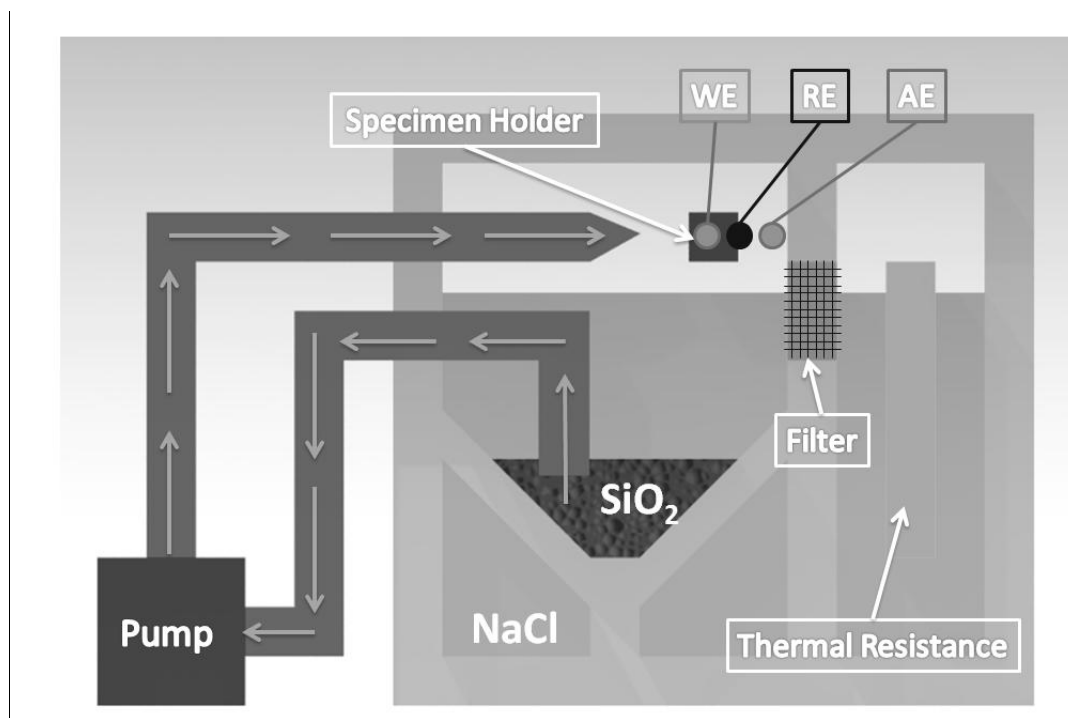 WE
RE
AE
Specimen Holder
Filter
SiO₂
Pump
NaCl
Thermal Resistance